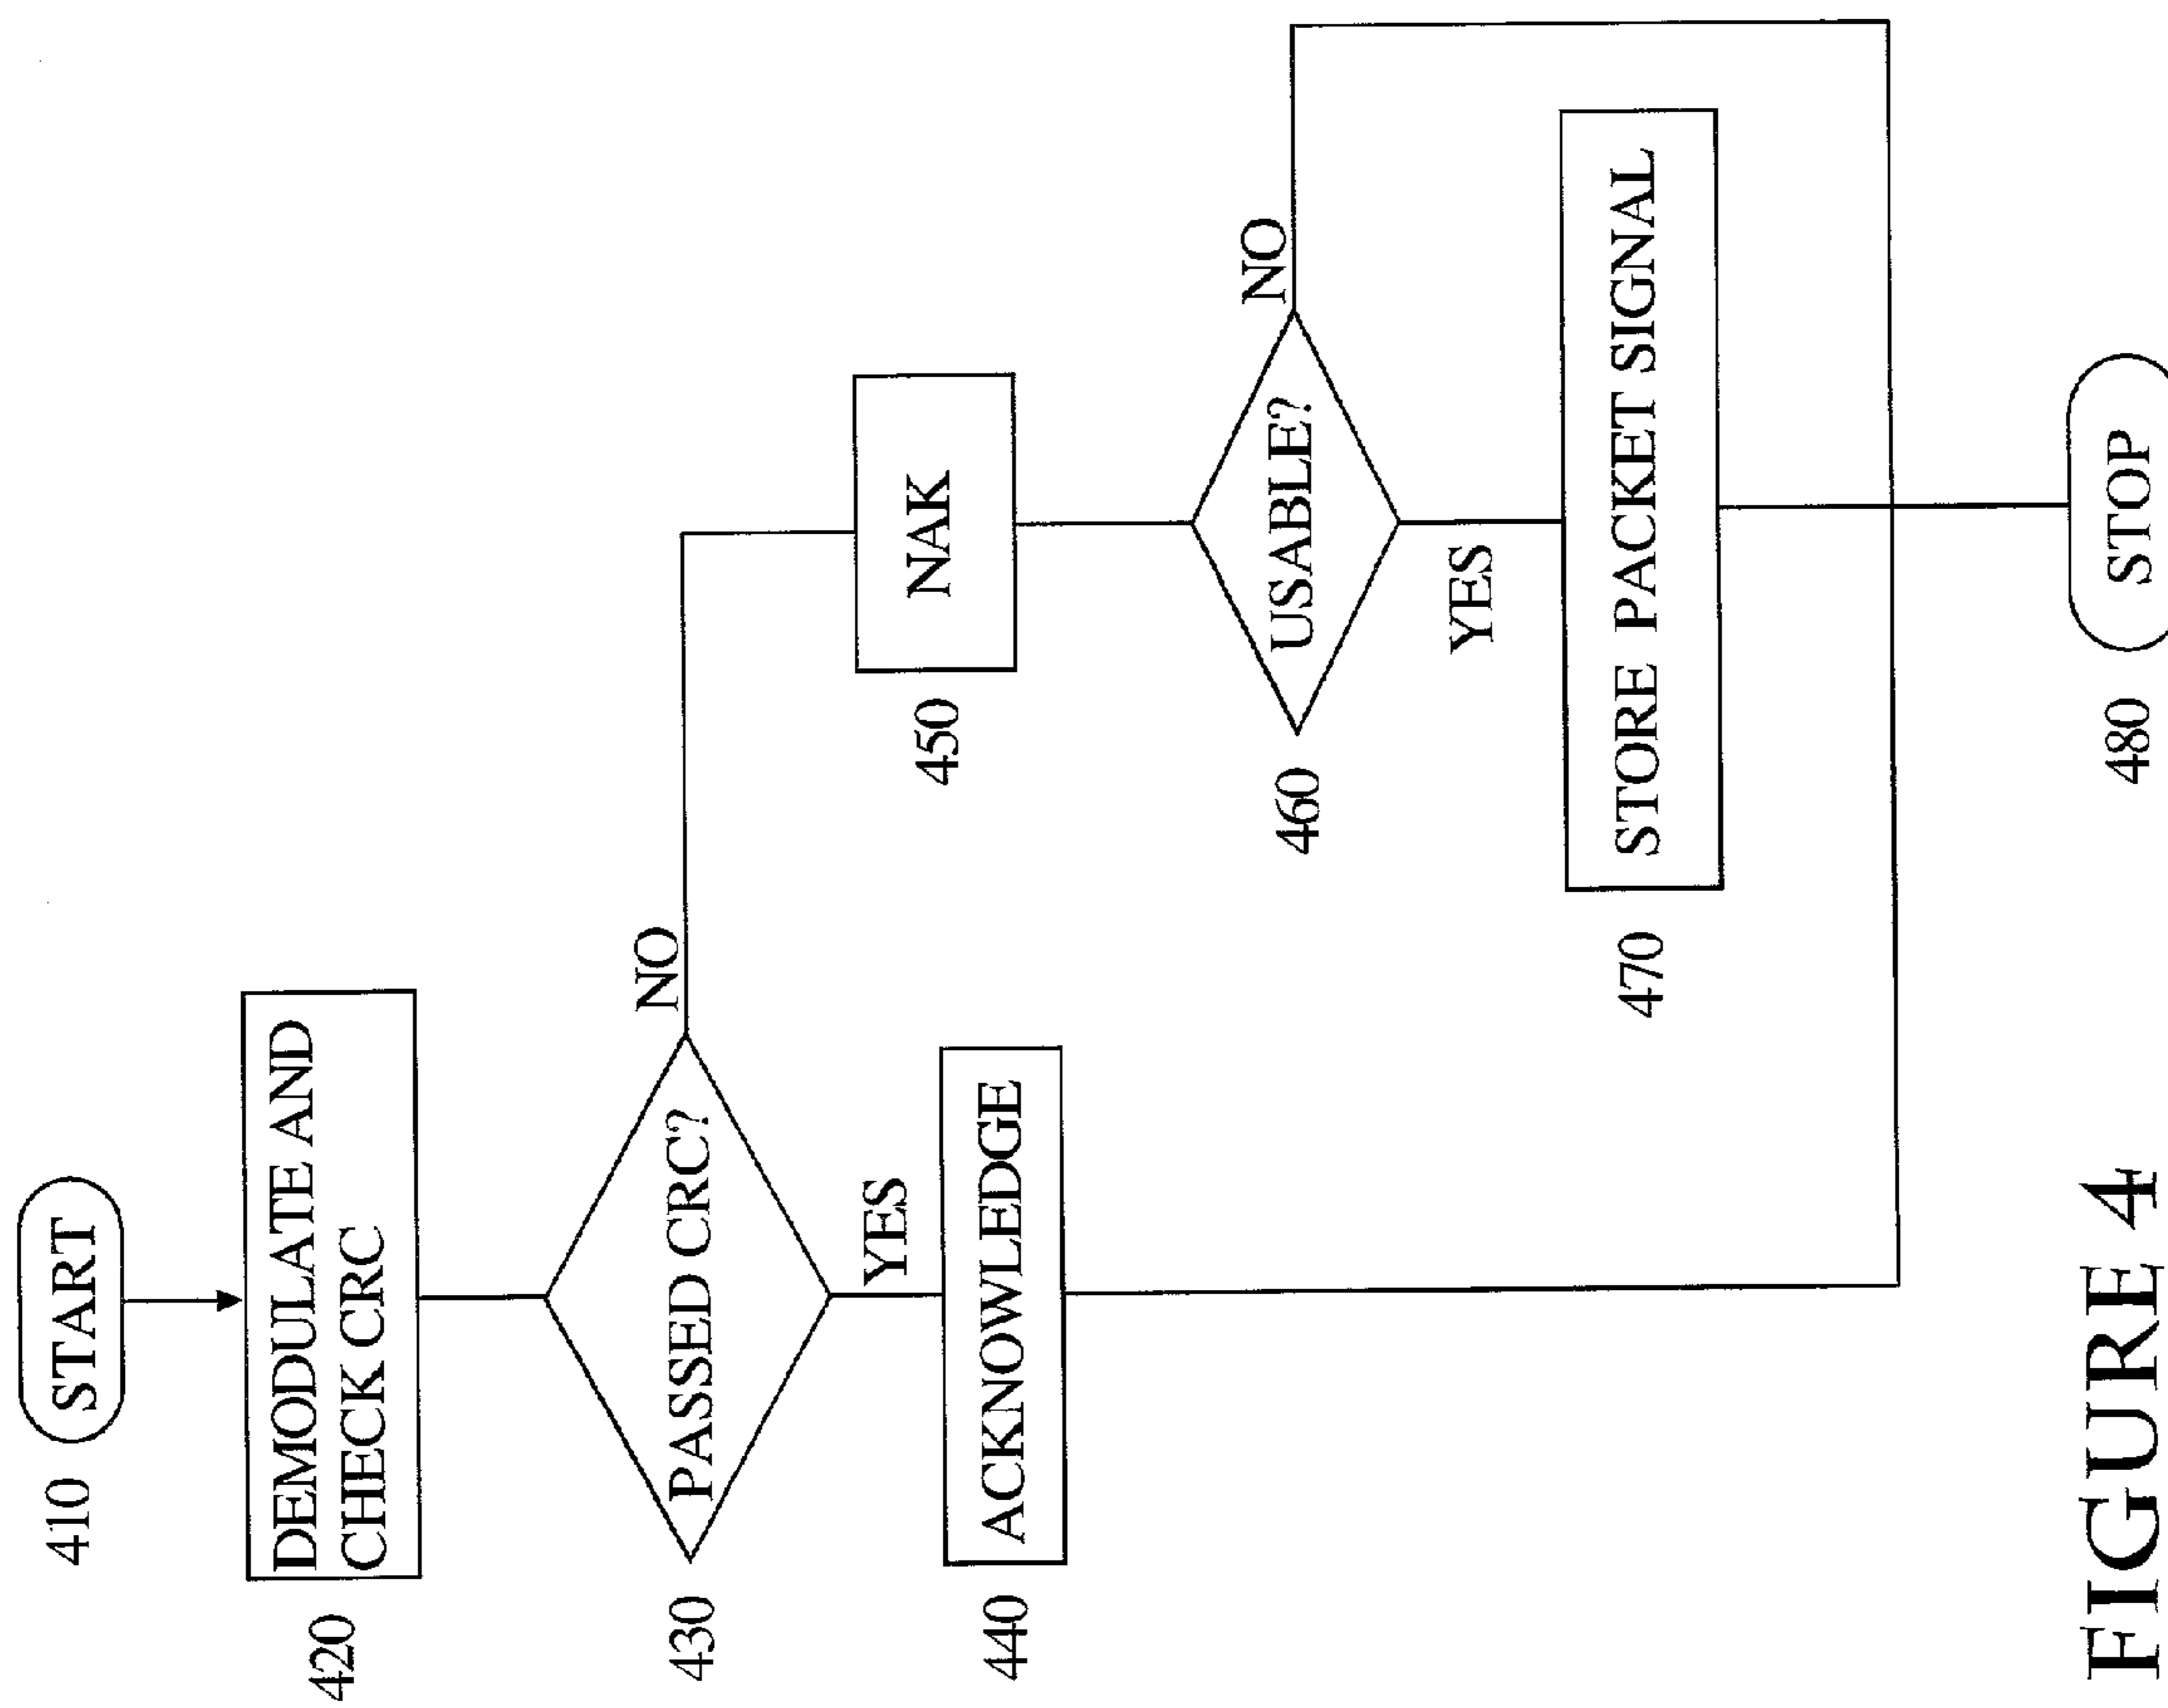 410 START
420 DEMODULATE AND
CHECK CRC
430 PASSED CRC?
NO
YES
440 ACKNOWLEDGE
450 NAK
460 USABLE?
NO
YES
470 STORE PACKET SIGNAL
480 STOP
FIGURE 4